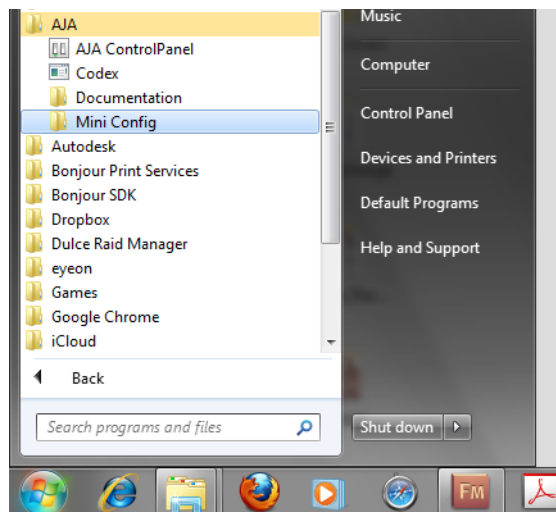 AJA
AJA ControlPanel
Codex
Documentation
Mini Config
Autodesk
Bonjour Print Services
Bonjour SDK
Dropbox
Dulce Raid Manager
eyeon
Games
Google Chrome
iCloud
Back
Search programs and files
Music
Computer
Control Panel
Devices and Printers
Default Programs
Help and Support
Shut down
FM